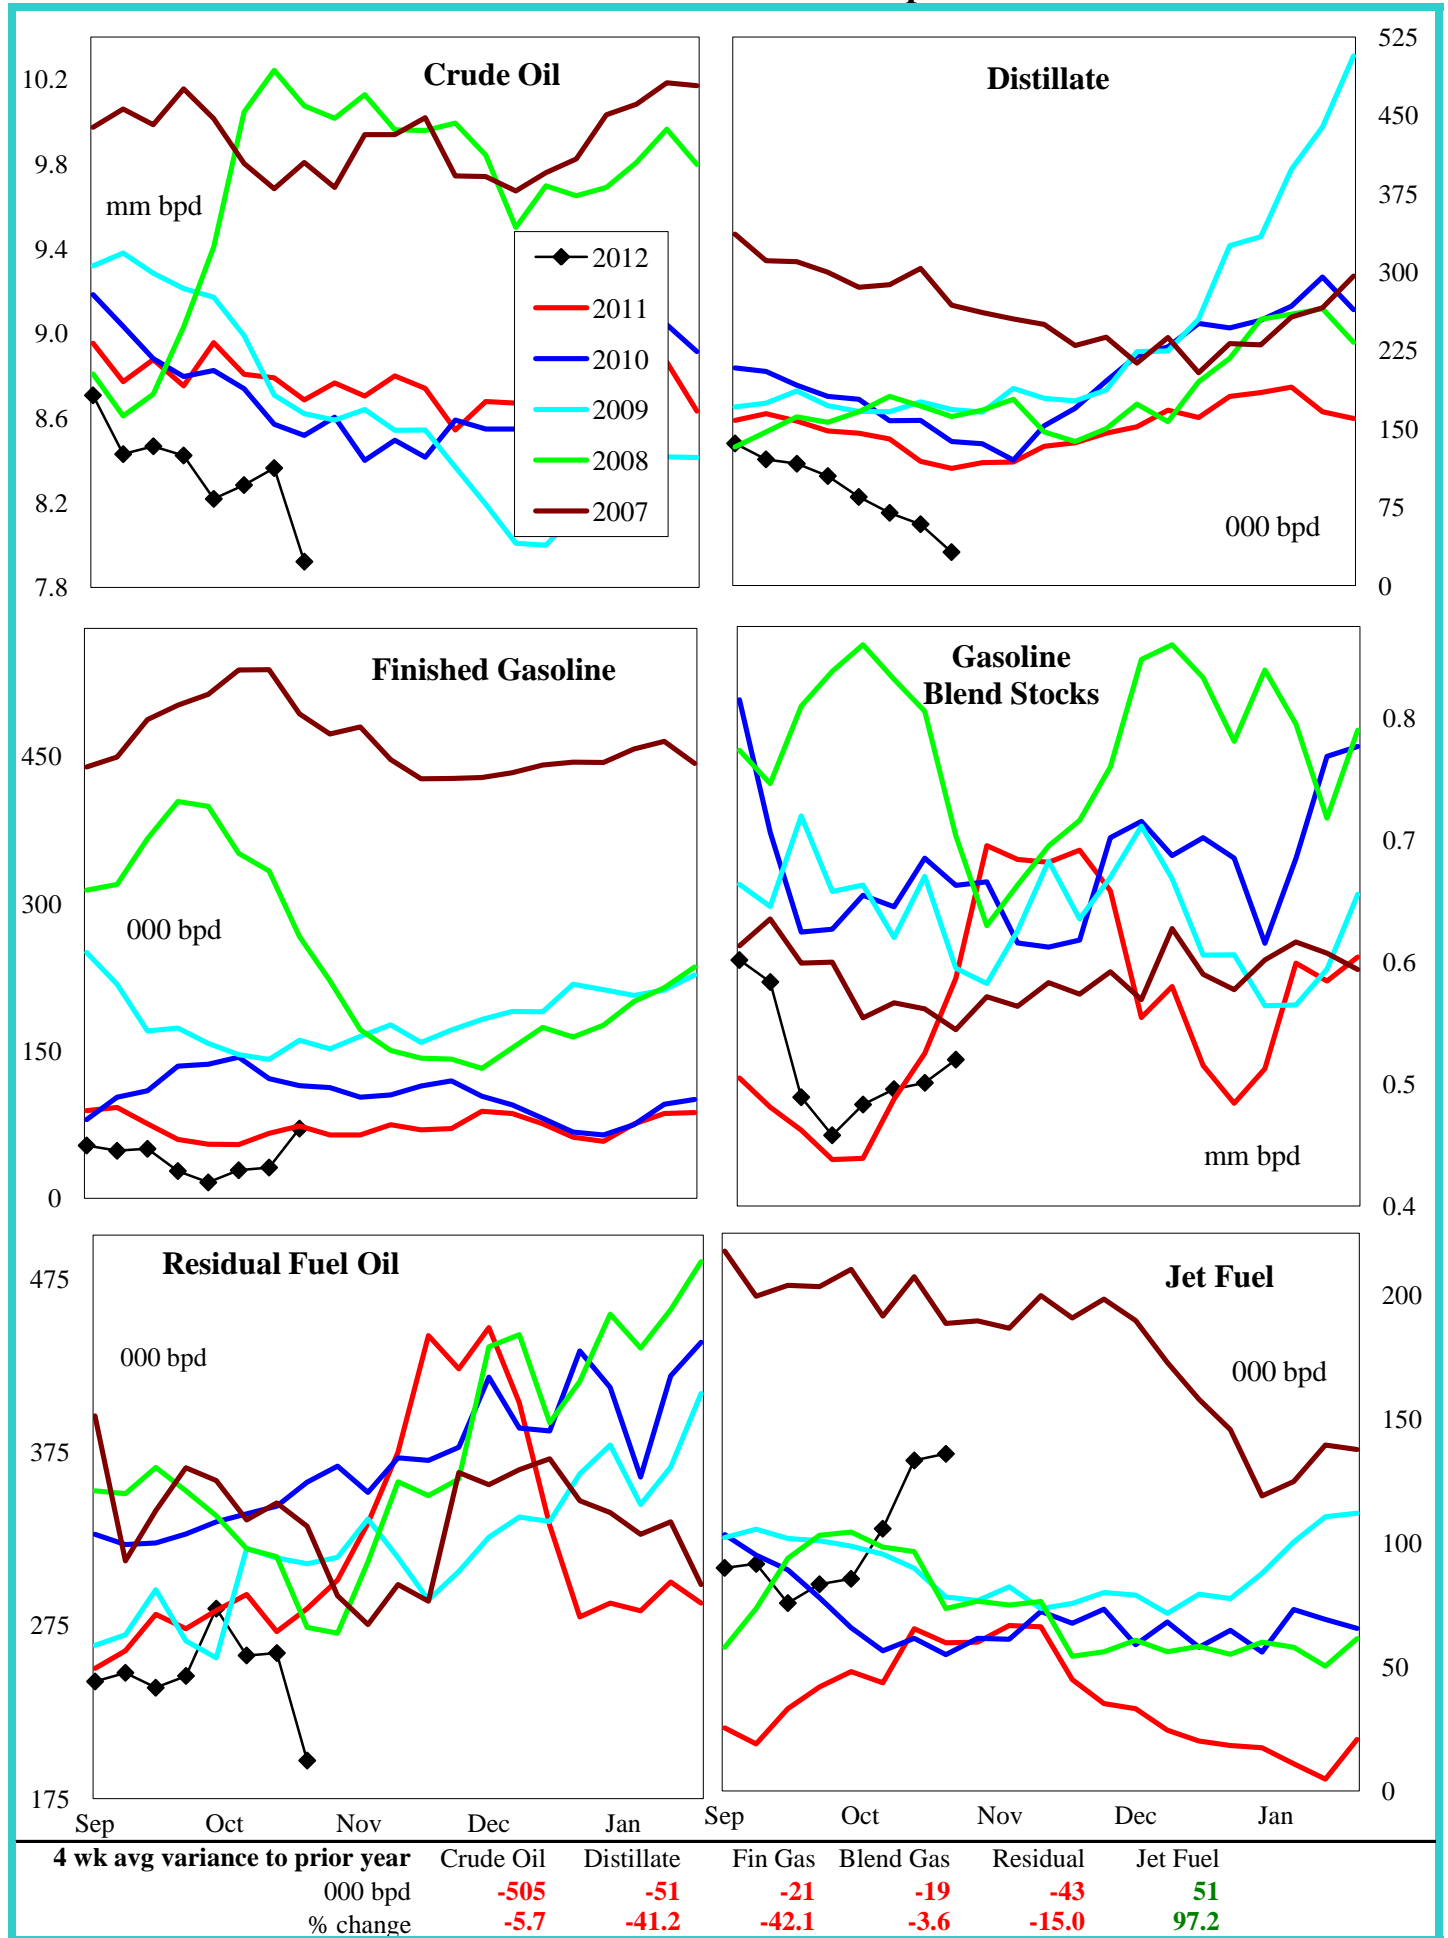 Crude Oil
10.2
9.8
9.4
9.0
8.6
8.2
7.8
mm bpd
2012
2011
2010
2009
2008
2007
Distillate
525
450
375
300
225
150
75
0
000 bpd
Finished Gasoline
450
300
150
0
000 bpd
Gasoline
Blend Stocks
0.8
0.7
0.6
0.5
0.4
mm bpd
Residual Fuel Oil
475
375
275
175
000 bpd
Sep Oct Nov Dec Jan
Jet Fuel
200
150
100
50
0
000 bpd
Sep Oct Nov Dec Jan
4 wk avg variance to prior year Crude Oil Distillate Fin Gas Blend Gas Residual Jet Fuel
000 bpd -505 -51 -21 -19 -43 51
% change -5.7 -41.2 -42.1 -3.6 -15.0 97.2